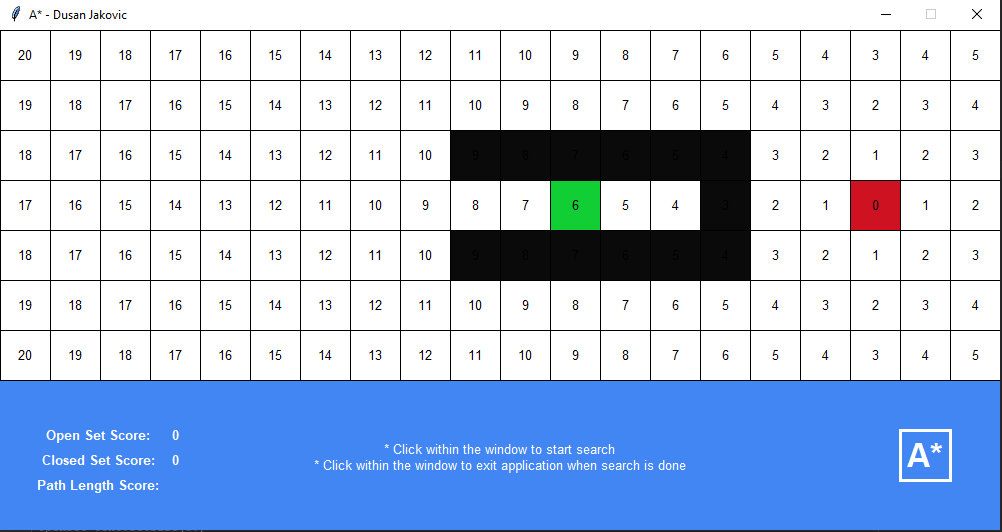 A* - Dusan Jakovic
20 19 18 17 16 15 14 13 12 11 10 9 8 7 6 5 4 3 4 5
19 18 17 16 15 14 13 12 11 10 9 8 7 6 5 4 3 2 3 4
18 17 16 15 14 13 12 11 10 9 8 7 6 5 4 3 2 1 2 3
17 16 15 14 13 12 11 10 9 8 7 6 5 4 3 2 1 0 1 2
18 17 16 15 14 13 12 11 10 9 8 7 6 5 4 3 2 1 2 3
19 18 17 16 15 14 13 12 11 10 9 8 7 6 5 4 3 2 3 4
20 19 18 17 16 15 14 13 12 11 10 9 8 7 6 5 4 3 4 5
Open Set Score: 0
Closed Set Score: 0
Path Length Score:
* Click within the window to start search
* Click within the window to exit application when search is done
A*